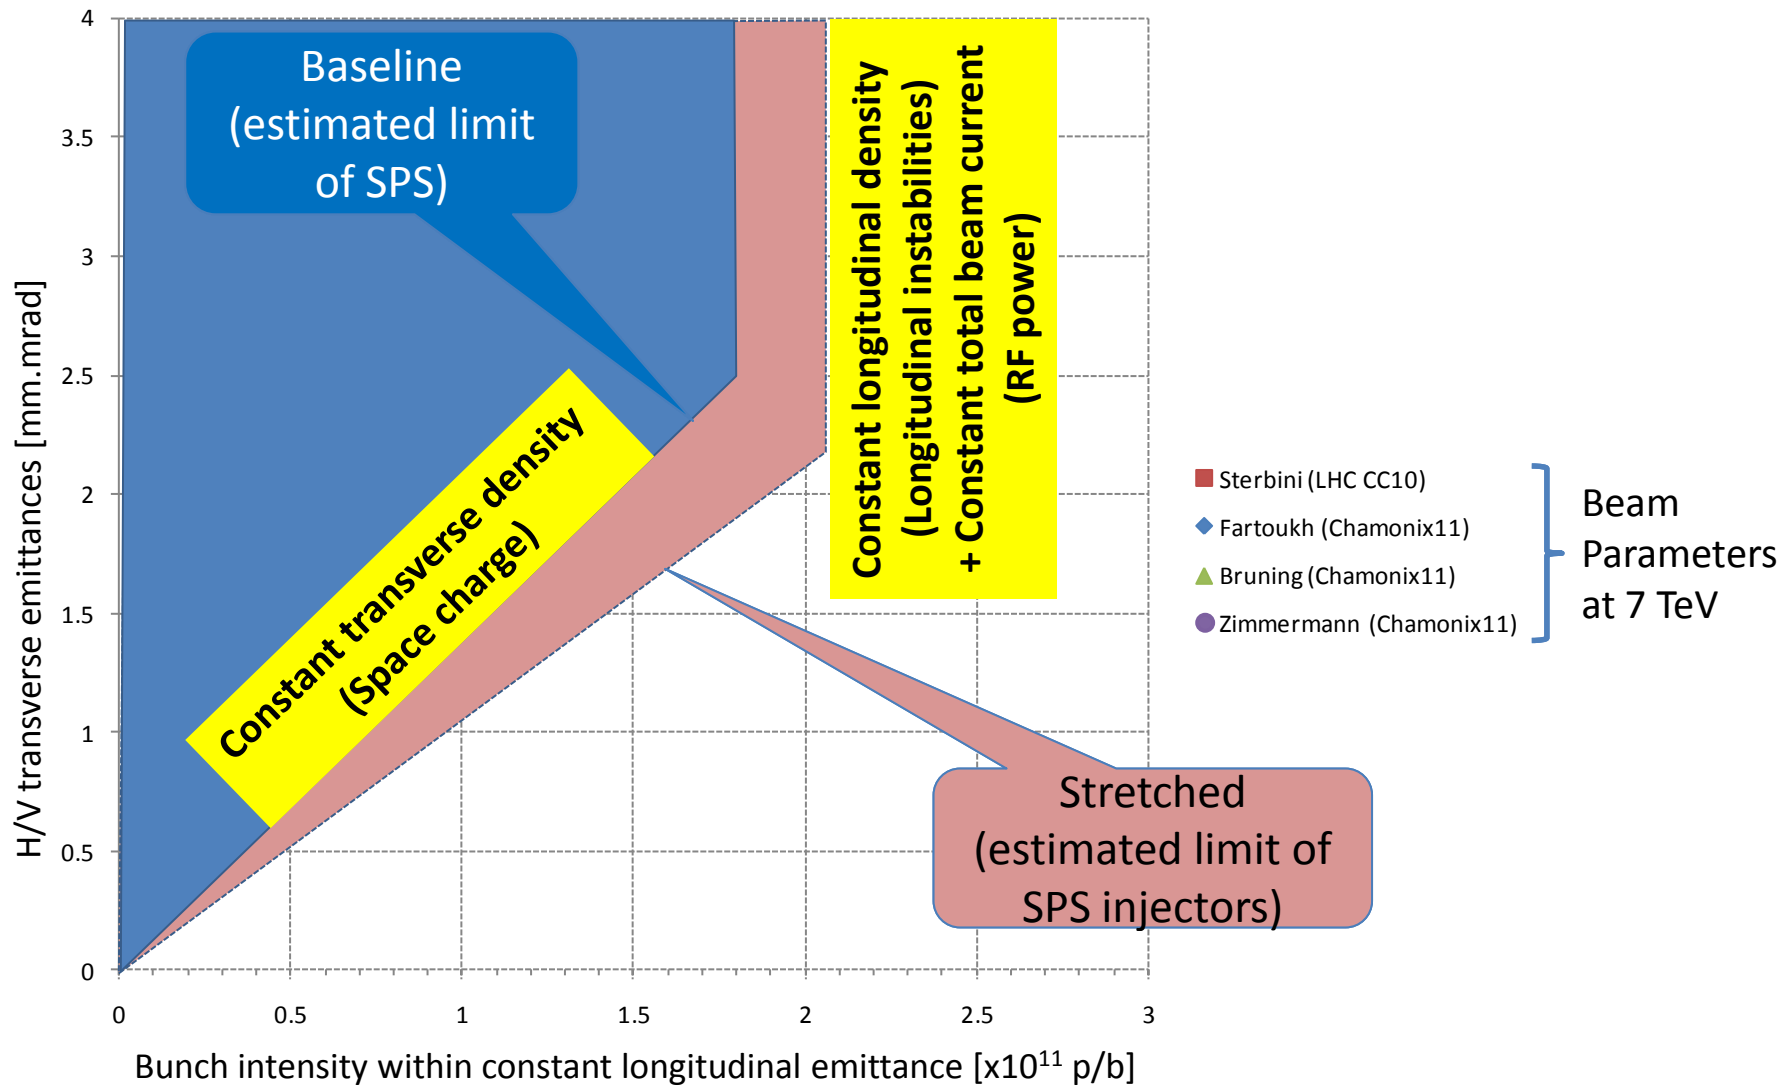 4
3.5
3
2.5
2
1.5
1
0.5
0
H/V transverse emittances [mm.mrad]
Baseline
(estimated limit
of SPS)
Constant transverse density
(Space charge)
Constant longitudinal density
(Longitudinal instabilities)
+ Constant total beam current
(RF power)
Sterbini (LHC CC10)
Fartoukh (Chamonix11)
Bruning (Chamonix11)
Zimmermann (Chamonix11)
Beam
Parameters
at 7 TeV
Stretched
(estimated limit of
SPS injectors)
0 0.5 1 1.5 2 2.5 3
Bunch intensity within constant longitudinal emittance [x10¹¹ p/b]